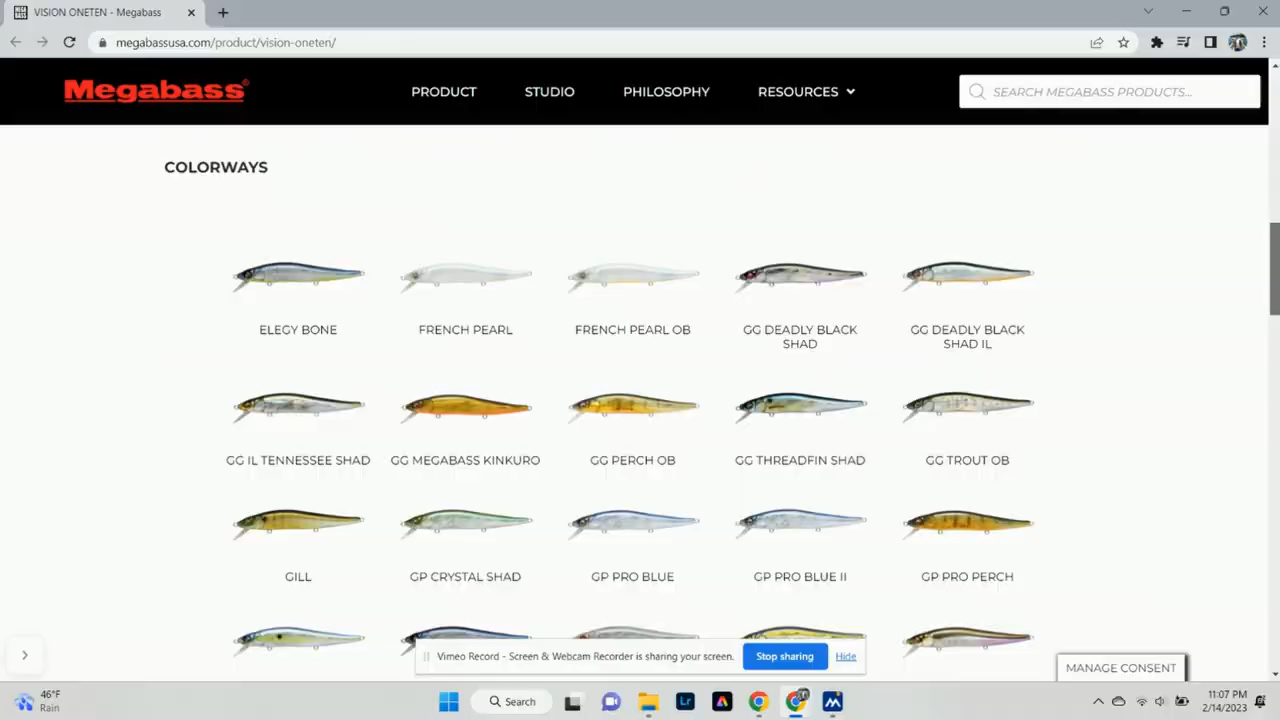 VISION ONETEN - Megabass
megabassusa.com/product/vision-oneten/
Megabass®
PRODUCT
STUDIO
PHILOSOPHY
RESOURCES
SEARCH MEGABASS PRODUCTS...
COLORWAYS
ELEGY BONE
FRENCH PEARL
FRENCH PEARL OB
GG DEADLY BLACK
SHAD
GG DEADLY BLACK
SHAD IL
GG IL TENNESSEE SHAD
GG MEGABASS KINKURO
GG PERCH OB
GG THREADFIN SHAD
GG TROUT OB
GILL
GP CRYSTAL SHAD
GP PRO BLUE
GP PRO BLUE II
GP PRO PERCH
Vimeo Record - Screen & Webcam Recorder is sharing your screen.
Stop sharing
Hide
MANAGE CONSENT
46°F
Rain
Search
Lr
11:07 PM
2/14/2023